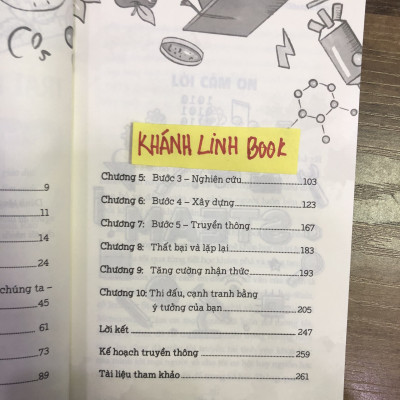 Cos
9
11
14
24
chúng ta –
45
61
73
89
LỜI CẢM ƠN
KHÁNH LINH BOOK
Chương 5: Bước 3 – Nghiên cứu 103
Chương 6: Bước 4 – Xây dựng 123
Chương 7: Bước 5 – Truyền thông 167
Chương 8: Thất bại và lặp lại 183
Chương 9: Tăng cường nhận thức 193
Chương 10: Thi đấu, cạnh tranh bằng
ý tưởng của bạn 205
Lời kết 247
Kế hoạch truyền thông 259
Tài liệu tham khảo 261